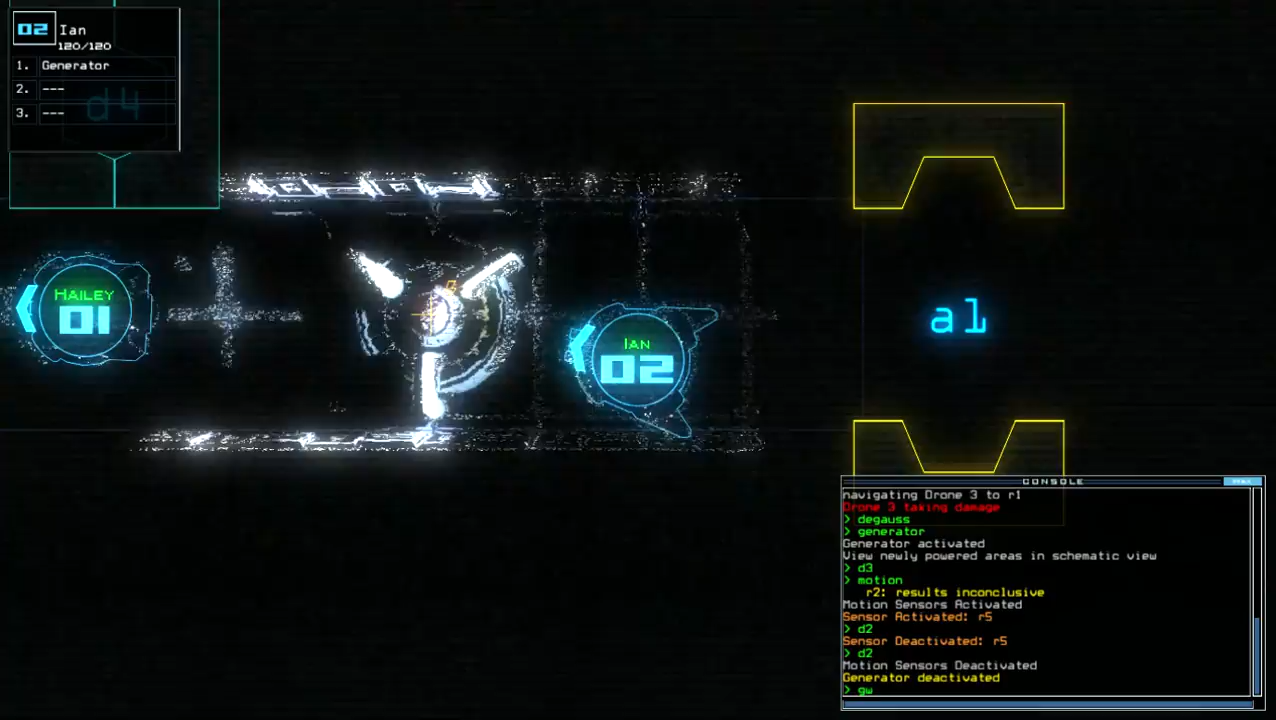 02 Ian
120/120
1. Generator
2. ---
3. ---
d4
HAILEY
01
IAN
02
a1
CONSOLE
navigating Drone 3 to r1
Drone 3 taking damage
> degauss
> generator
Generator activated
View newly powered areas in schematic view
> d3
> motion
r2: results inconclusive
Motion Sensors Activated
Sensor Activated: r5
> d2
Sensor Deactivated: r5
> d2
Motion Sensors Deactivated
Generator deactivated
> gw